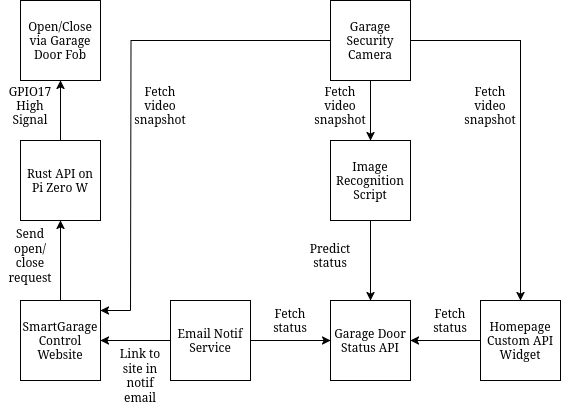 Open/Close
via Garage
Door Fob
Garage
Security
Camera
GPIO17
High
Signal
Fetch
video
snapshot
Fetch
video
snapshot
Fetch
video
snapshot
Rust API on
Pi Zero W
Image
Recognition
Script
Send
open/
close
request
Predict
status
SmartGarage
Control
Website
Link to
site in
notif
email
Email Notif
Service
Fetch
status
Garage Door
Status API
Fetch
status
Homepage
Custom API
Widget